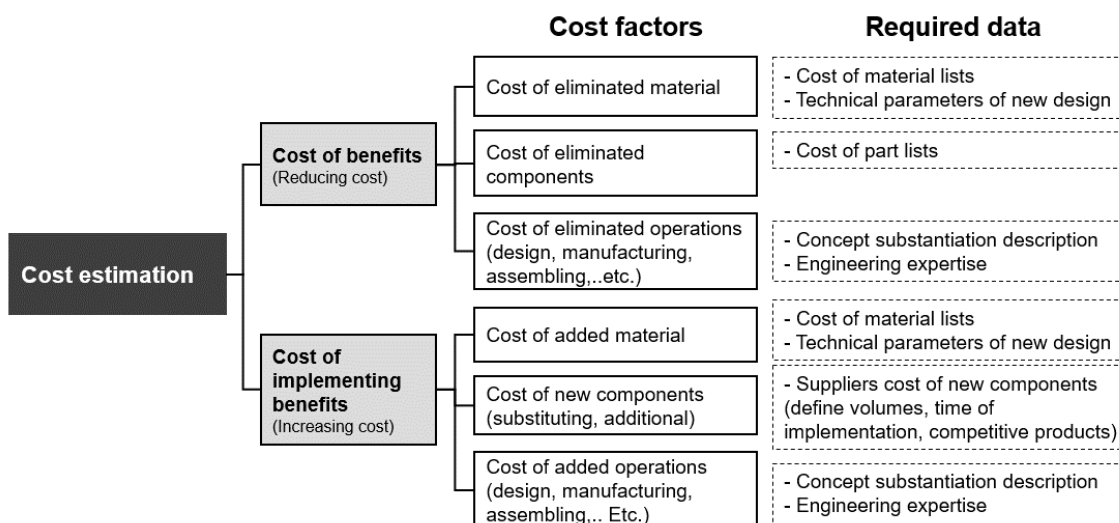 Cost factors
Required data
Cost estimation
Cost of benefits
(Reducing cost)
Cost of eliminated material
- Cost of material lists
- Technical parameters of new design
Cost of eliminated
components
- Cost of part lists
Cost of eliminated operations
(design, manufacturing,
assembling,..etc.)
- Concept substantiation description
- Engineering expertise
Cost of
implementing
benefits
(Increasing cost)
Cost of added material
- Cost of material lists
- Technical parameters of new design
Cost of new components
(substituting, additional)
- Suppliers cost of new components
(define volumes, time of
implementation, competitive products)
Cost of added operations
(design, manufacturing,
assembling,.. Etc.)
- Concept substantiation description
- Engineering expertise